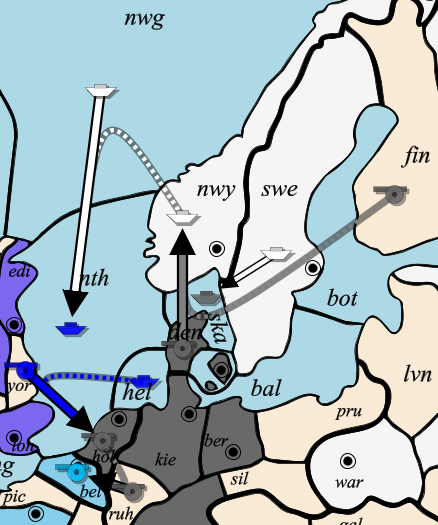 nwg
fin
nwy swe
edi
nth
bot
den
ska
lvn
yor
hel
bal
pru
lon
hol
kie
ber
war
sil
pic
bel
ruh
gal